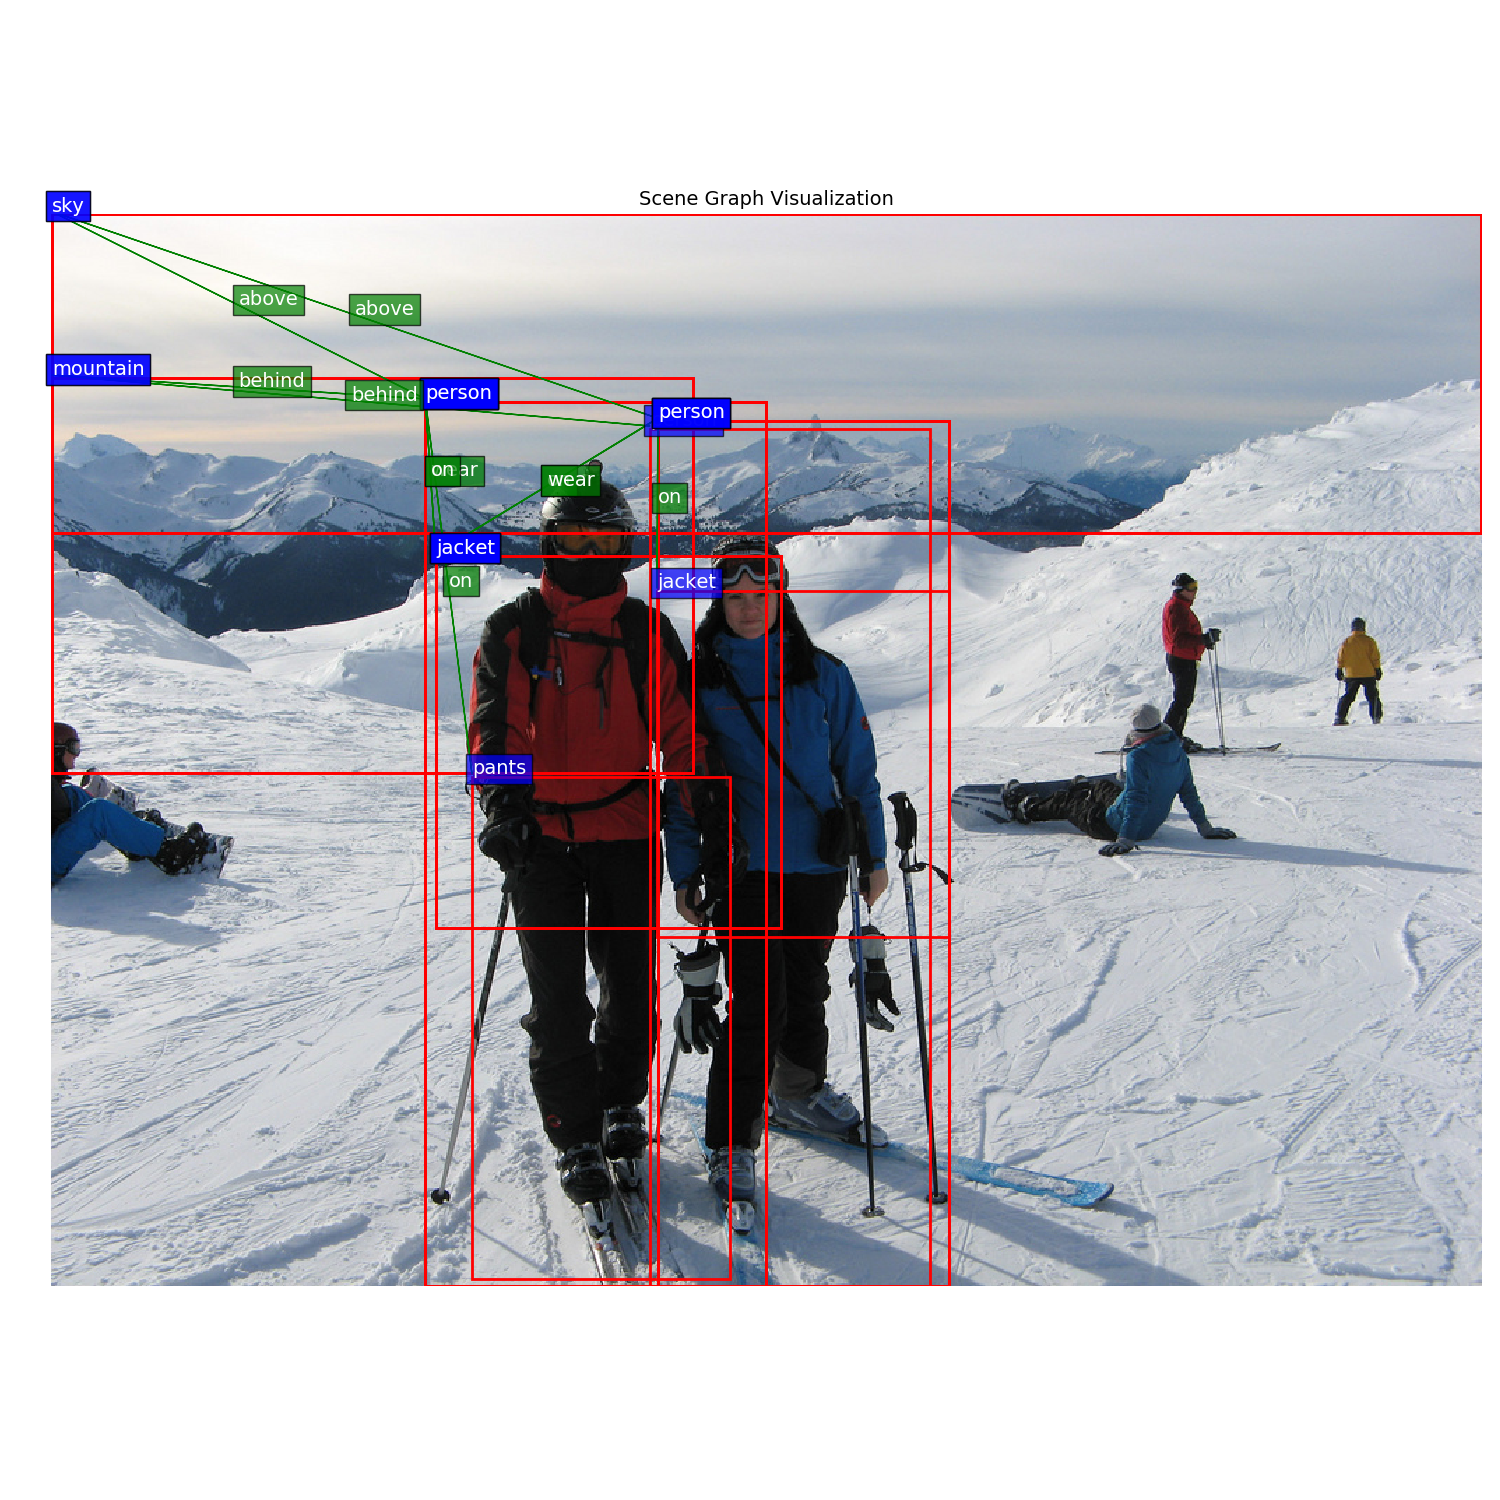 Scene Graph Visualization
sky
above
above
mountain
behind
behind
person
person
on
ar
wear
on
jacket
on
jacket
pants